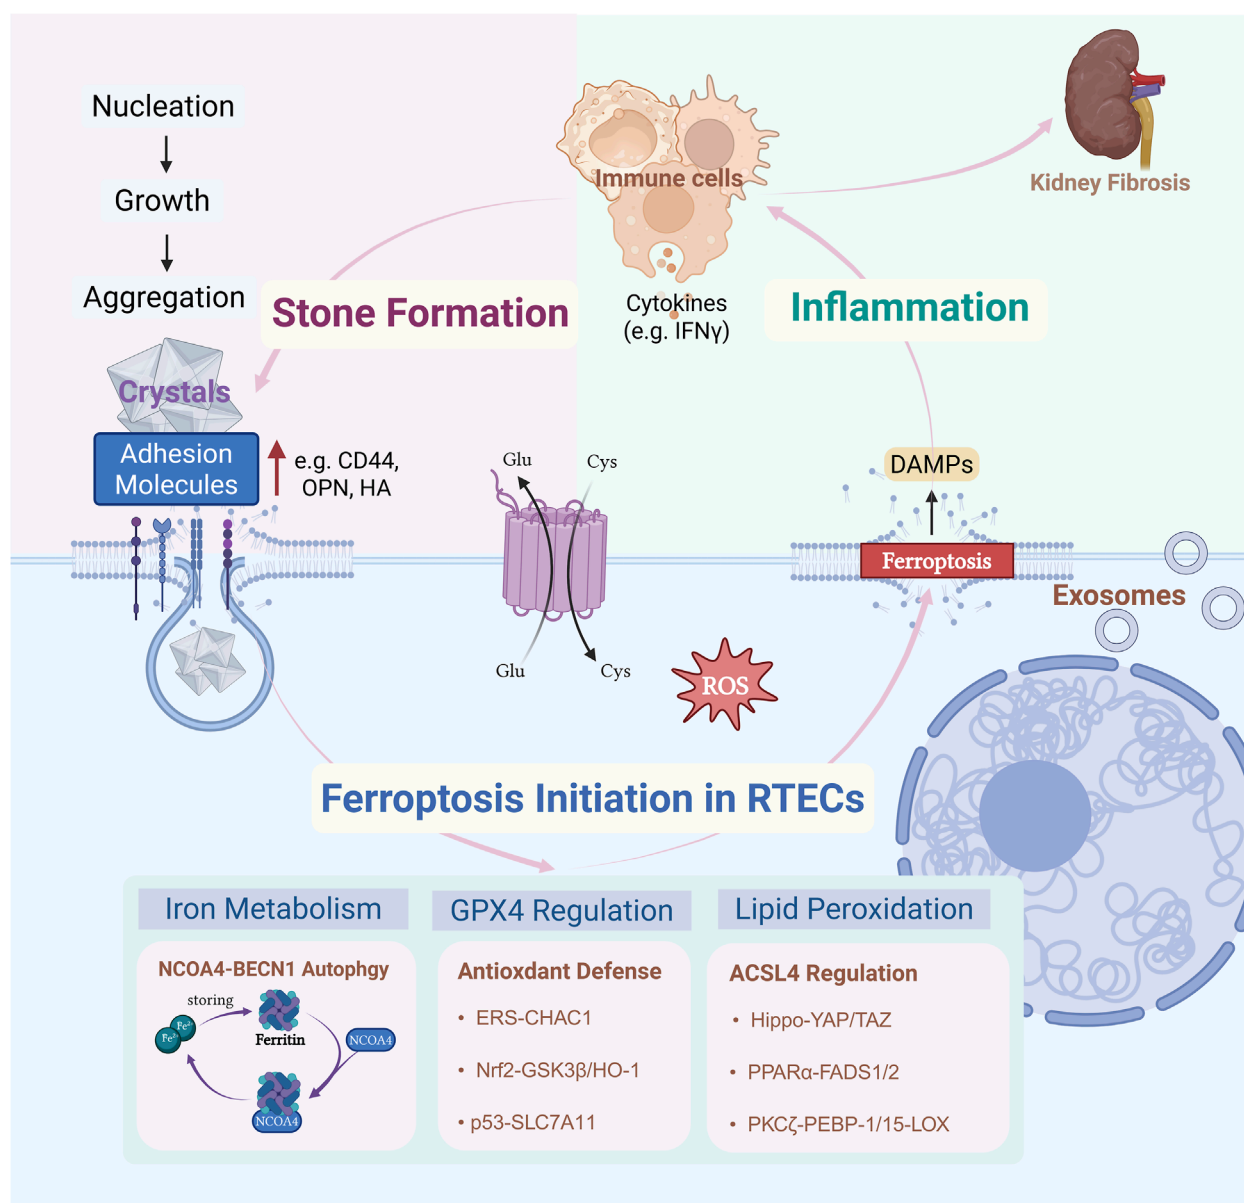 Nucleation
Growth
Aggregation
Stone Formation
Immune cells
Cytokines
(e.g. IFNγ)
Kidney Fibrosis
Inflammation
Crystals
Adhesion
Molecules
e.g. CD44,
OPN, HA
Glu
Cys
Glu
Cys
DAMPs
Ferroptosis
Exosomes
ROS
Ferroptosis Initiation in RTECs
Iron Metabolism
NCOA4-BECN1 Autophgy
storing
Fe²⁺
Fe²⁺
Ferritin
NCOA4
NCOA4
GPX4 Regulation
Antioxdant Defense
• ERS-CHAC1
• Nrf2-GSK3β/HO-1
• p53-SLC7A11
Lipid Peroxidation
ACSL4 Regulation
• Hippo-YAP/TAZ
• PPARα-FADS1/2
• PKCζ-PEBP-1/15-LOX